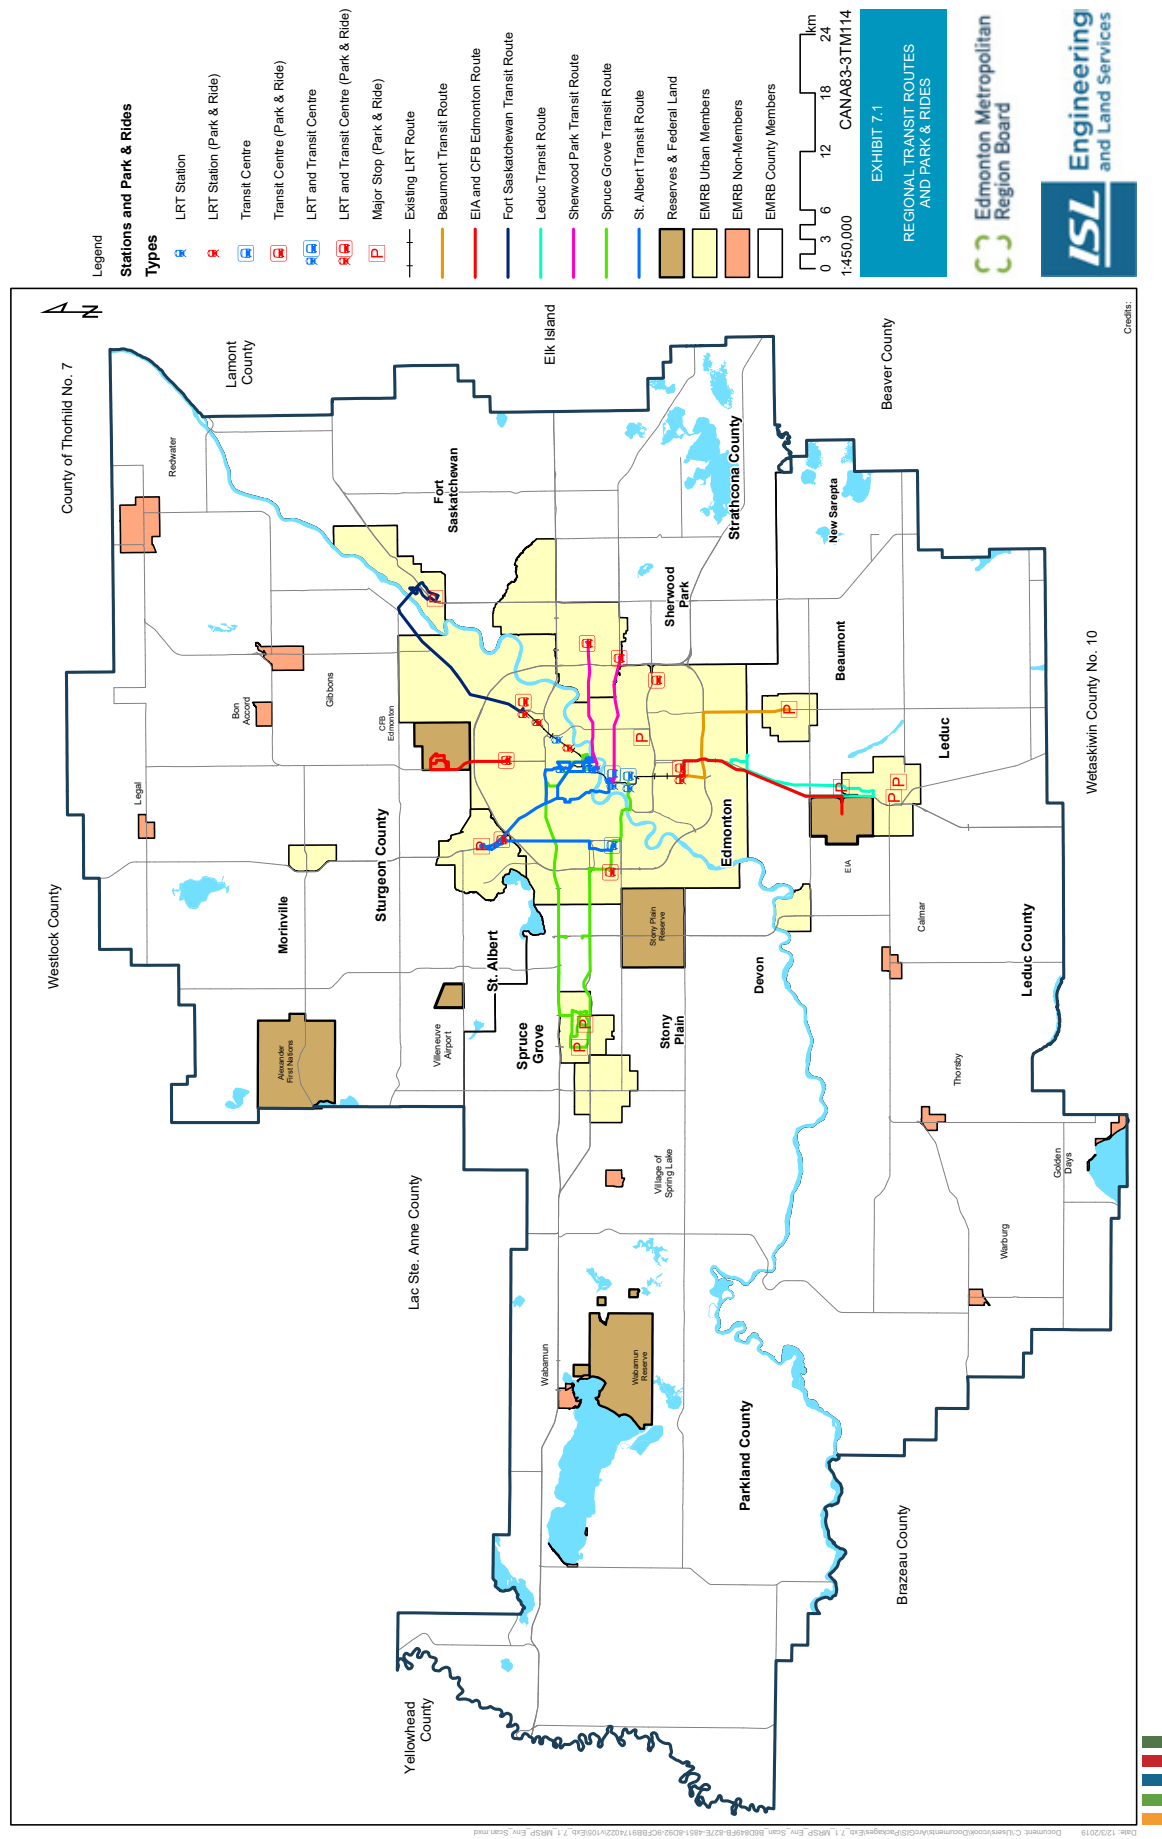 Legend
Stations and Park & Rides
Types
LRT Station
LRT Station (Park & Ride)
Transit Centre
Transit Centre (Park & Ride)
LRT and Transit Centre
LRT and Transit Centre (Park & Ride)
P
Major Stop (Park & Ride)
Existing LRT Route
Beaumont Transit Route
EIA and CFB Edmonton Route
Fort Saskatchewan Transit Route
Leduc Transit Route
Sherwood Park Transit Route
Spruce Grove Transit Route
St. Albert Transit Route
Reserves & Federal Land
EMRB Urban Members
EMRB Non-Members
EMRB County Members
0 3 6 12 18 24
km
1:450,000
CANA83-3TM114
EXHIBIT 7.1
REGIONAL TRANSIT ROUTES
AND PARK & RIDES
Edmonton Metropolitan
Region Board
ISL
Engineering
and Land Services
Credits:
N
County of Thorhild No. 7
Lamont
County
Elk Island
Beaver County
Westlock County
Wetaskiwin County No. 10
Lac Ste. Anne County
Yellowhead
County
Brazeau County
Redwater
Fort
Saskatchewan
Strathcona County
New Sarepta
Sherwood
Park
Beaumont
Gibbons
Bon
Accord
CFB
Edmonton
Legal
Leduc
Sturgeon County
Edmonton
EIA
Morinville
St. Albert
Stony Plain
Reserve
Calmar
Devon
Leduc County
Alexander
First Nations
Villeneuve
Airport
Spruce
Grove
Stony
Plain
Thorsby
Village of
Spring Lake
Golden
Days
Warburg
Wabamun
Wabamun
Reserve
Parkland County
P
P
P
P
P
P
P
P
P
Date: 12/3/2019